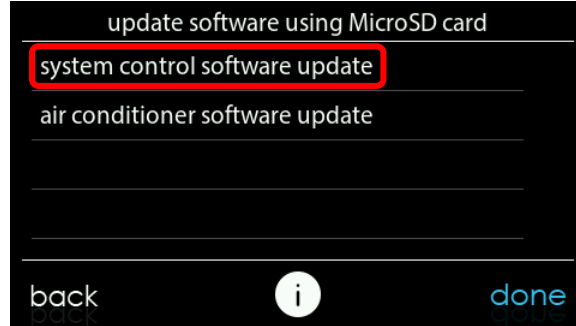 update software using MicroSD card
system control software update
air conditioner software update
back
i
done